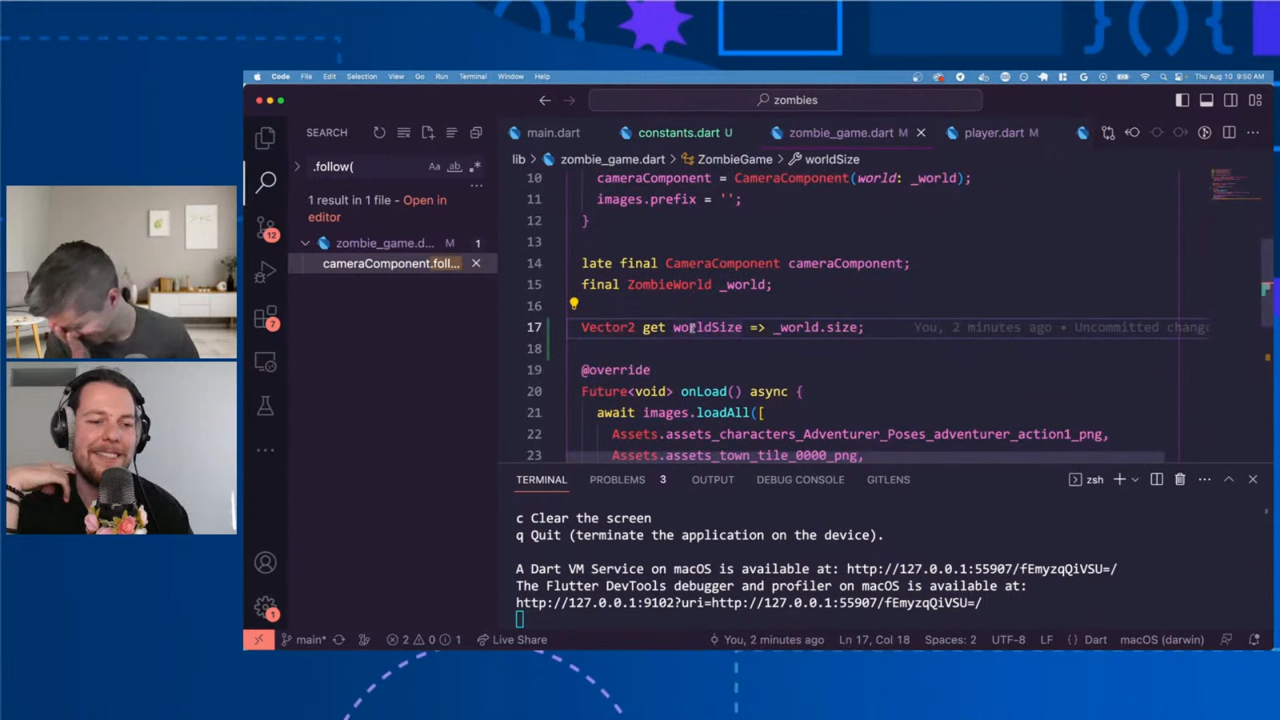 Code File Edit Selection View Go Run Terminal Window Help
Thu Aug 10 9:50 AM
zombies
SEARCH
main.dart
constants.dart U
zombie_game.dart M
player.dart M
.follow(
Aa ab .*
lib > zombie_game.dart > ZombieGame > worldSize
1 result in 1 file - Open in
editor
zombie_game.d... M 1
cameraComponent.foll...
12
7
1
10 cameraComponent = CameraComponent(world: _world);
11 images.prefix = '';
12 }
13
14 late final CameraComponent cameraComponent;
15 final ZombieWorld _world;
16
17 Vector2 get worldSize => _world.size; You, 2 minutes ago • Uncommitted change
18
19 @override
20 Future<void> onLoad() async {
21 await images.loadAll([
22 Assets.assets_characters_Adventurer_Poses_adventurer_action1_png,
23 Assets.assets_town_tile_0000_png,
TERMINAL PROBLEMS 3 OUTPUT DEBUG CONSOLE GITLENS zsh
c Clear the screen
q Quit (terminate the application on the device).
A Dart VM Service on macOS is available at: http://127.0.0.1:55907/fEmyzqQiVSU=/
The Flutter DevTools debugger and profiler on macOS is available at:
http://127.0.0.1:9102?uri=http://127.0.0.1:55907/fEmyzqQiVSU=/
main* 2 0 1 Live Share You, 2 minutes ago Ln 17, Col 18 Spaces: 2 UTF-8 LF { } Dart macOS (darwin)